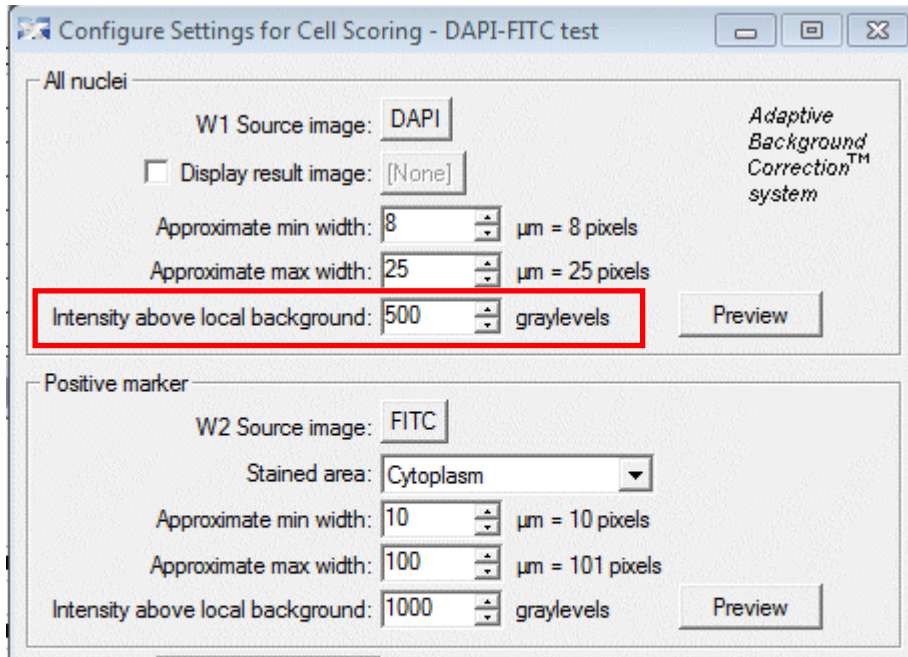 Configure Settings for Cell Scoring - DAPI-FITC test
All nuclei
W1 Source image: DAPI
Adaptive
Background
Correction™
system
Display result image: [None]
Approximate min width: 8 µm = 8 pixels
Approximate max width: 25 µm = 25 pixels
Intensity above local background: 500 graylevels Preview
Positive marker
W2 Source image: FITC
Stained area: Cytoplasm
Approximate min width: 10 µm = 10 pixels
Approximate max width: 100 µm = 101 pixels
Intensity above local background: 1000 graylevels Preview